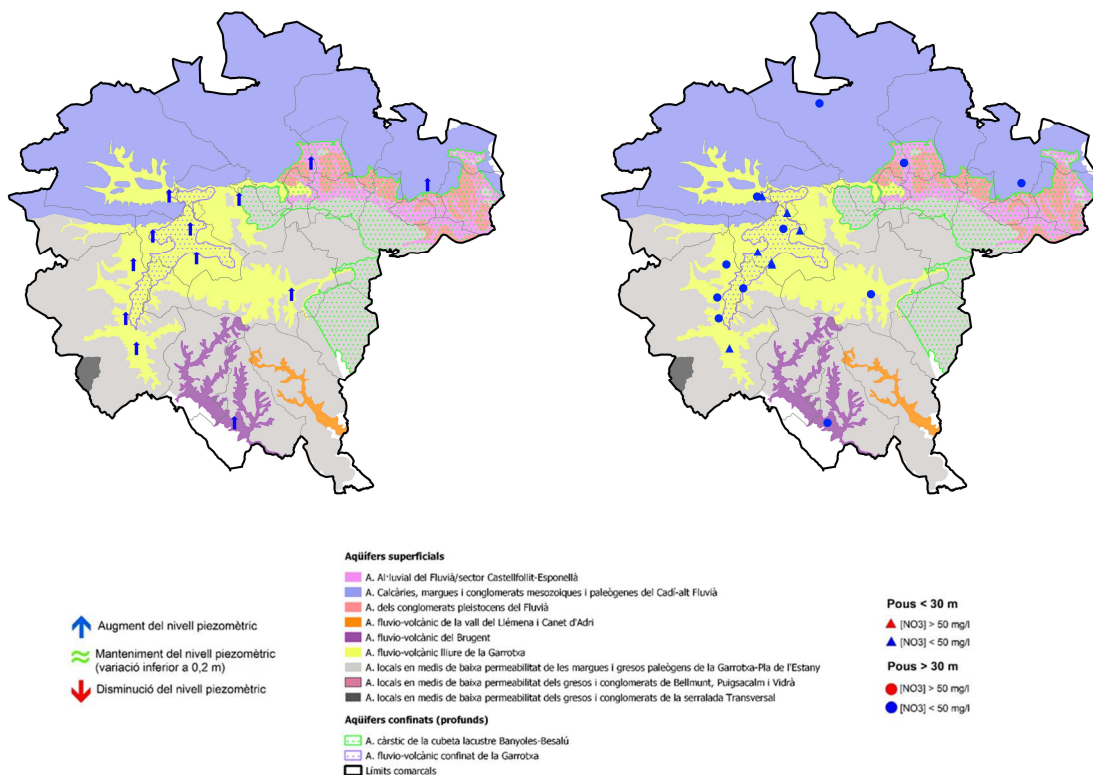 Augment del nivell piezomètric
Manteniment del nivell piezomètric
(variació inferior a 0,2 m)
Disminució del nivell piezomètric
Aqüífers superficials
A. Al·luvial del Fluvià/sector Castellfollit-Esponellà
A. Calcàries, margues i conglomerats mesozoiques i paleògenes del Cadí-alt Fluvià
A. dels conglomerats pleistocens del Fluvià
A. fluvio-volcànic de la vall del Llémena i Canet d'Adri
A. fluvio-volcànic del Brugent
A. fluvio-volcànic lliure de la Garrotxa
A. locals en medis de baixa permeabilitat de les margues i gresos paleògens de la Garrotxa-Pla de l'Estany
A. locals en medis de baixa permeabilitat dels gresos i conglomerats de Bellmunt, Puigsacalm i Vidrà
A. locals en medis de baixa permeabilitat dels gresos i conglomerats de la serralada Transversal
Aqüífers confinats (profunds)
A. càrstic de la cubeta lacustre Banyoles-Besalú
A. fluvio-volcànic confinat de la Garrotxa
Límits comarcals
Pous < 30 m
[NO3] > 50 mg/l
[NO3] < 50 mg/l
Pous > 30 m
[NO3] > 50 mg/l
[NO3] < 50 mg/l